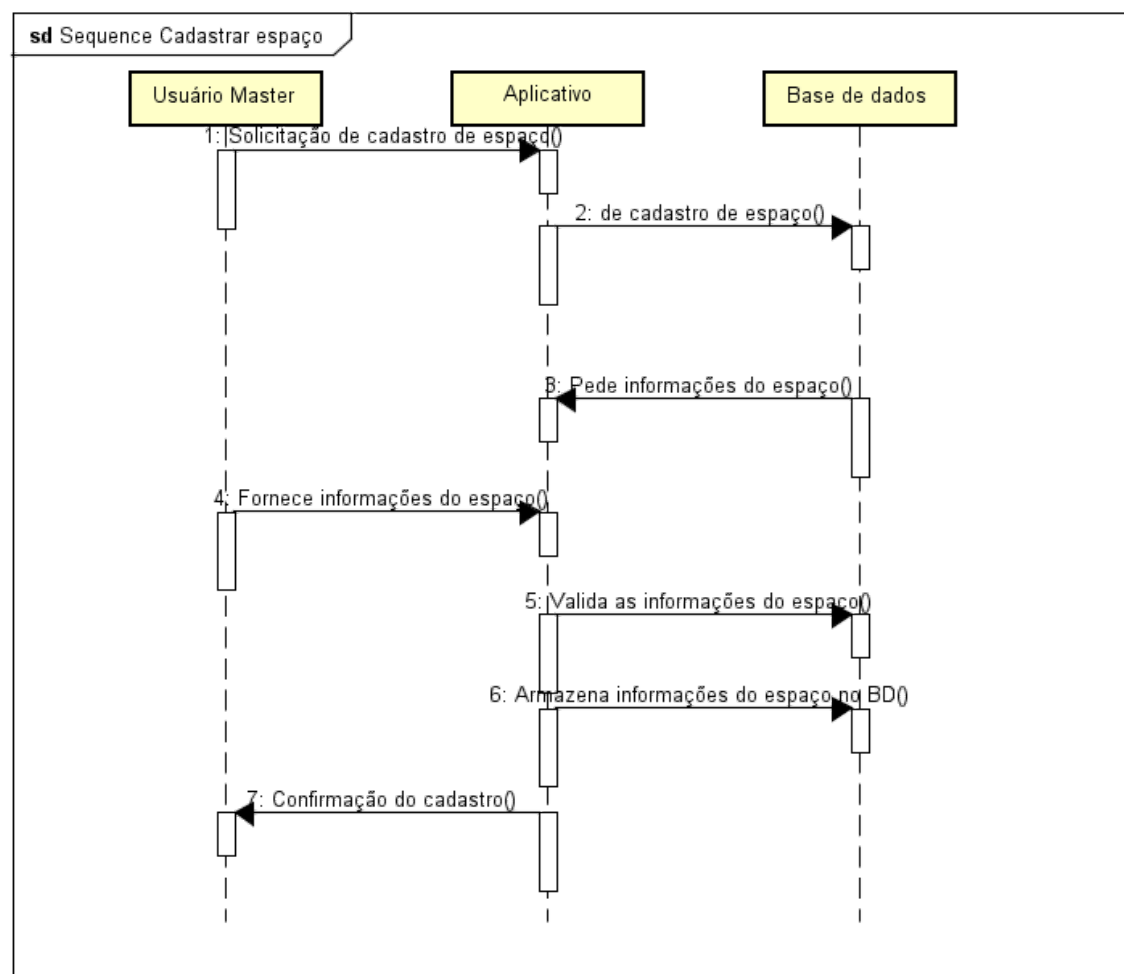 sd Sequence Cadastrar espaço
Usuário Master
Aplicativo
Base de dados
1: Solicitação de cadastro de espaço()
2: de cadastro de espaço()
3: Pede informações do espaço()
4: Fornece informações do espaço()
5: Valida as informações do espaço()
6: Armazena informações do espaço no BD()
7: Confirmação do cadastro()